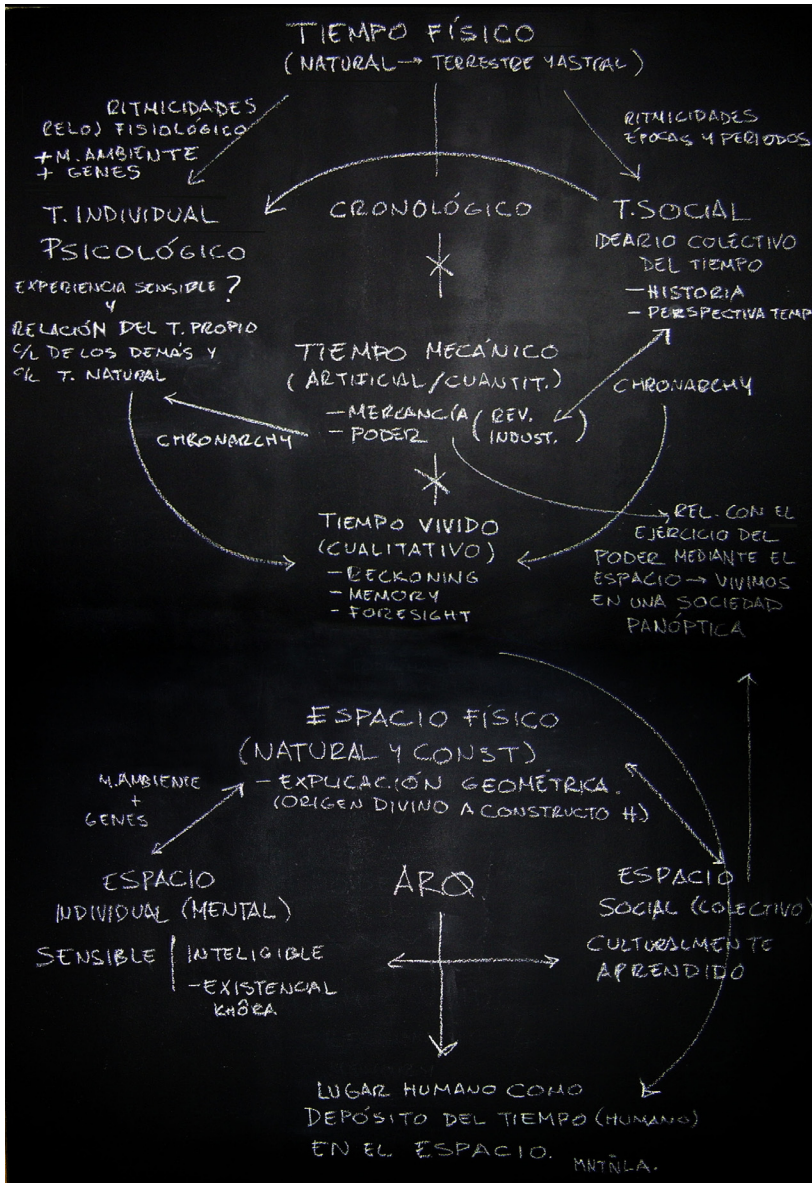 TIEMPO FÍSICO
(NATURAL → TERRESTRE Y ASTRAL)
RITMICIDADES
RELOJ FISIOLÓGICO
+ M. AMBIENTE
+ GENES
RITMICIDADES
ÉPOCAS Y PERIODOS
T. INDIVIDUAL
PSICOLÓGICO
EXPERIENCIA SENSIBLE ?
Y
RELACIÓN DEL T. PROPIO
C/L DE LOS DEMÁS Y
C/L T. NATURAL
CRONOLÓGICO
T. SOCIAL
IDEARIO COLECTIVO
DEL TIEMPO
- HISTORIA
- PERSPECTIVA TEMP
TIEMPO MECÁNICO
(ARTIFICIAL/CUANTIT.)
- MERCANCÍA
- PODER
(REV.
INDUST.)
CHRONARCHY
CHRONARCHY
TIEMPO VIVIDO
(CUALITATIVO)
- RECKONING
- MEMORY
- FORESIGHT
REL. CON EL
EJERCICIO DEL
PODER MEDIANTE EL
ESPACIO → VIVIMOS
EN UNA SOCIEDAD
PANÓPTICA
ESPACIO FÍSICO
(NATURAL Y CONST)
- EXPLICACIÓN GEOMÉTRICA.
(ORIGEN DIVINO A CONSTRUCTO H.)
M. AMBIENTE
+
GENES
ESPACIO
INDIVIDUAL (MENTAL)
SENSIBLE | INTELIGIBLE
- EXISTENCIAL
KHÔRA
ARQ.
ESPACIO
SOCIAL (COLECTIVO)
CULTURALMENTE
APRENDIDO
LUGAR HUMANO COMO
DEPÓSITO DEL TIEMPO (HUMANO)
EN EL ESPACIO.
MNTÑLA.